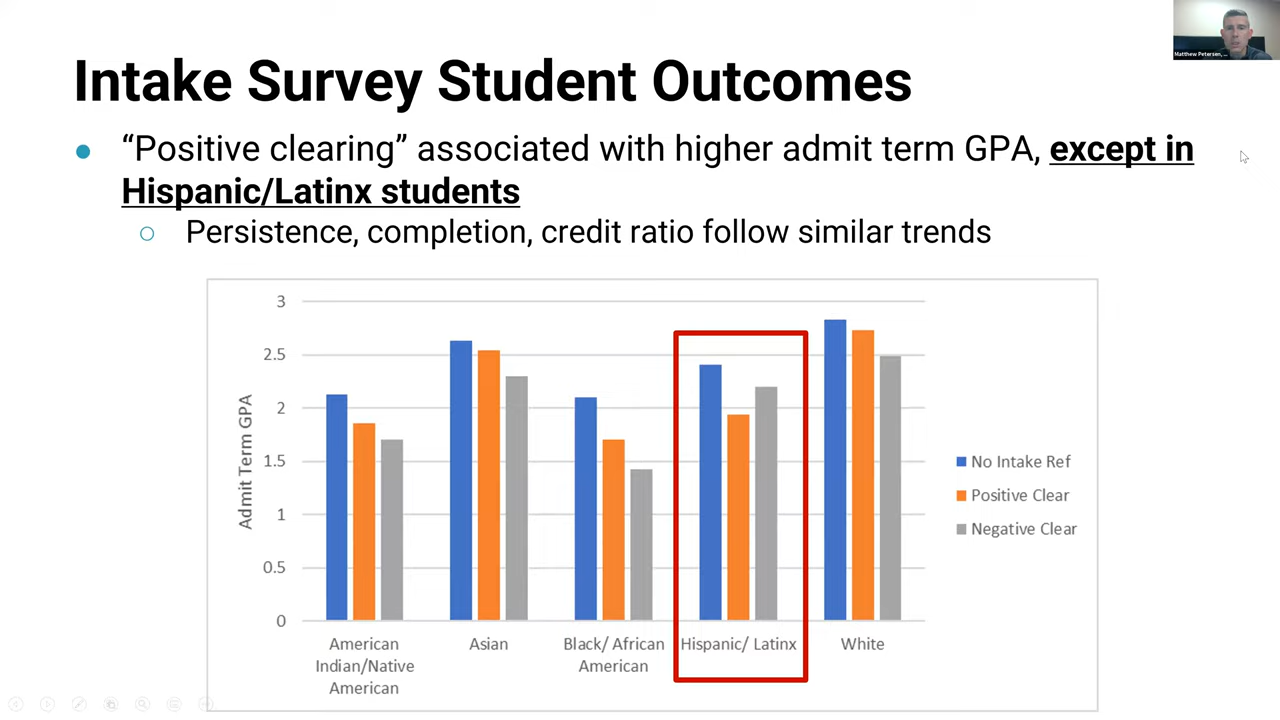 Matthew Petersen, ...
Intake Survey Student Outcomes
● “Positive clearing” associated with higher admit term GPA, except in
Hispanic/Latinx students
○ Persistence, completion, credit ratio follow similar trends
3
2.5
2
1.5
1
0.5
0
Admit Term GPA
American
Indian/Native
American
Asian
Black/ African
American
Hispanic/ Latinx
White
No Intake Ref
Positive Clear
Negative Clear